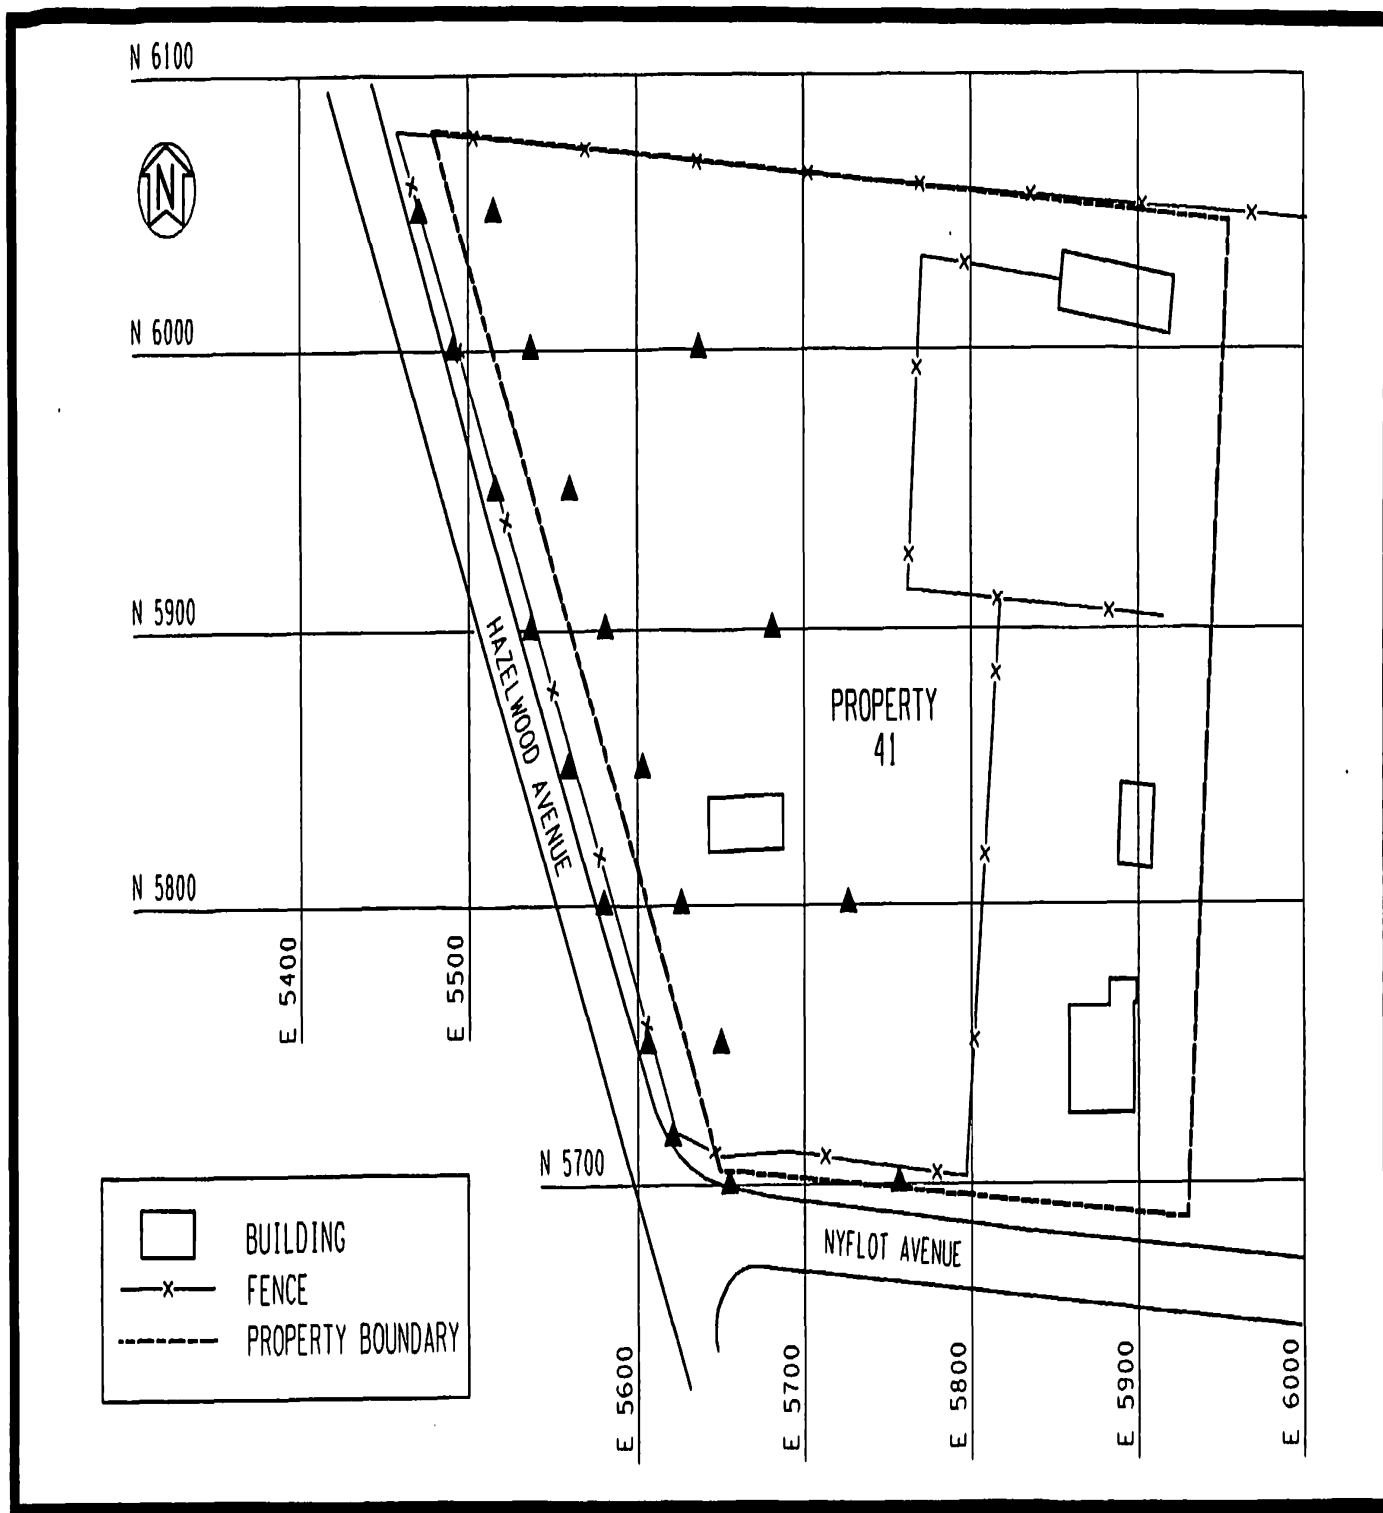 N 6100
N
N 6000
N 5900
HAZELWOOD AVENUE
PROPERTY
41
N 5800
E 5400
E 5500
N 5700
NYFLOT AVENUE
BUILDING
X
FENCE
PROPERTY BOUNDARY
E 5600
E 5700
E 5800
E 5900
E 6000